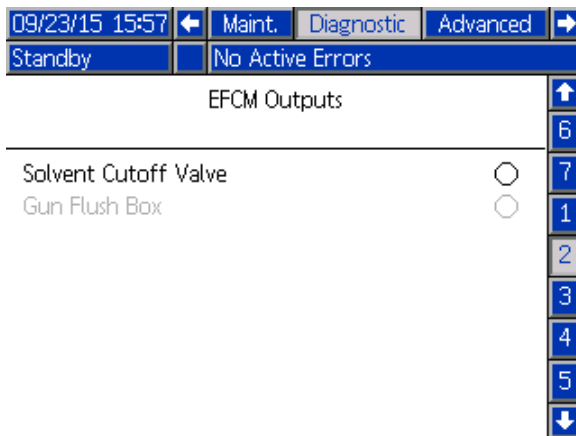 09/23/15 15:57 Maint. Diagnostic Advanced
Standby No Active Errors
EFCM Outputs
6
Solvent Cutoff Valve
7
Gun Flush Box
1
2
3
4
5